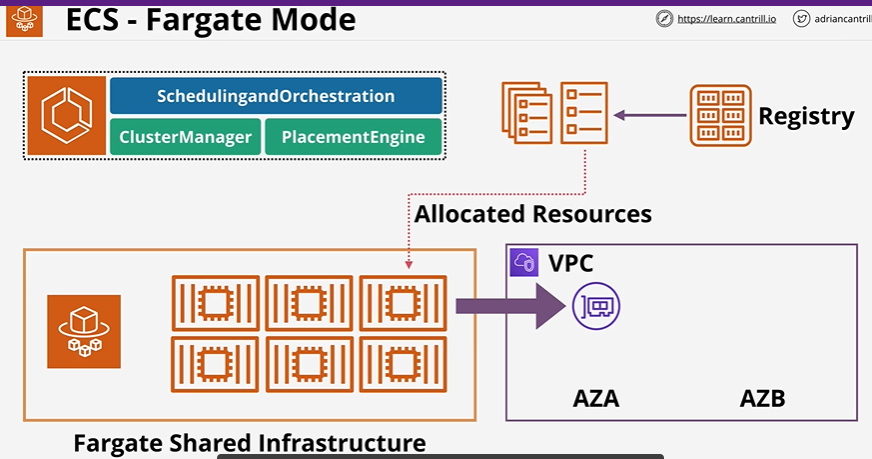 ECS - Fargate Mode
https://learn.cantrill.io
adriancantril
SchedulingandOrchestration
ClusterManager
PlacementEngine
Registry
Allocated Resources
VPC
AZA
AZB
Fargate Shared Infrastructure